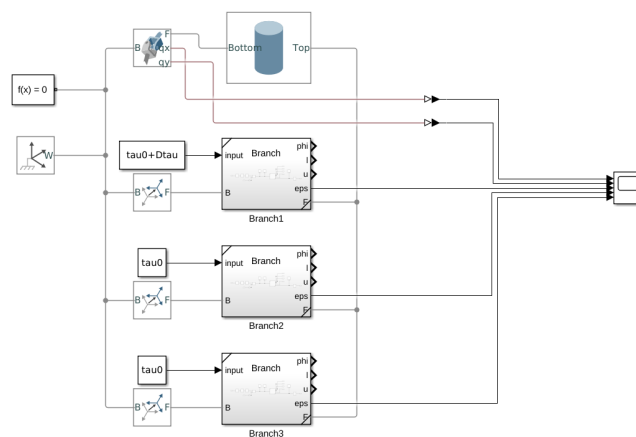 F
B qx
qy
Bottom Top
f(x) = 0
W
tau0+Dtau
input Branch phi
l
u
eps
B F B F
Branch1
tau0
input Branch phi
l
u
eps
B F B F
Branch2
tau0
input Branch phi
l
u
eps
B F B F
Branch3